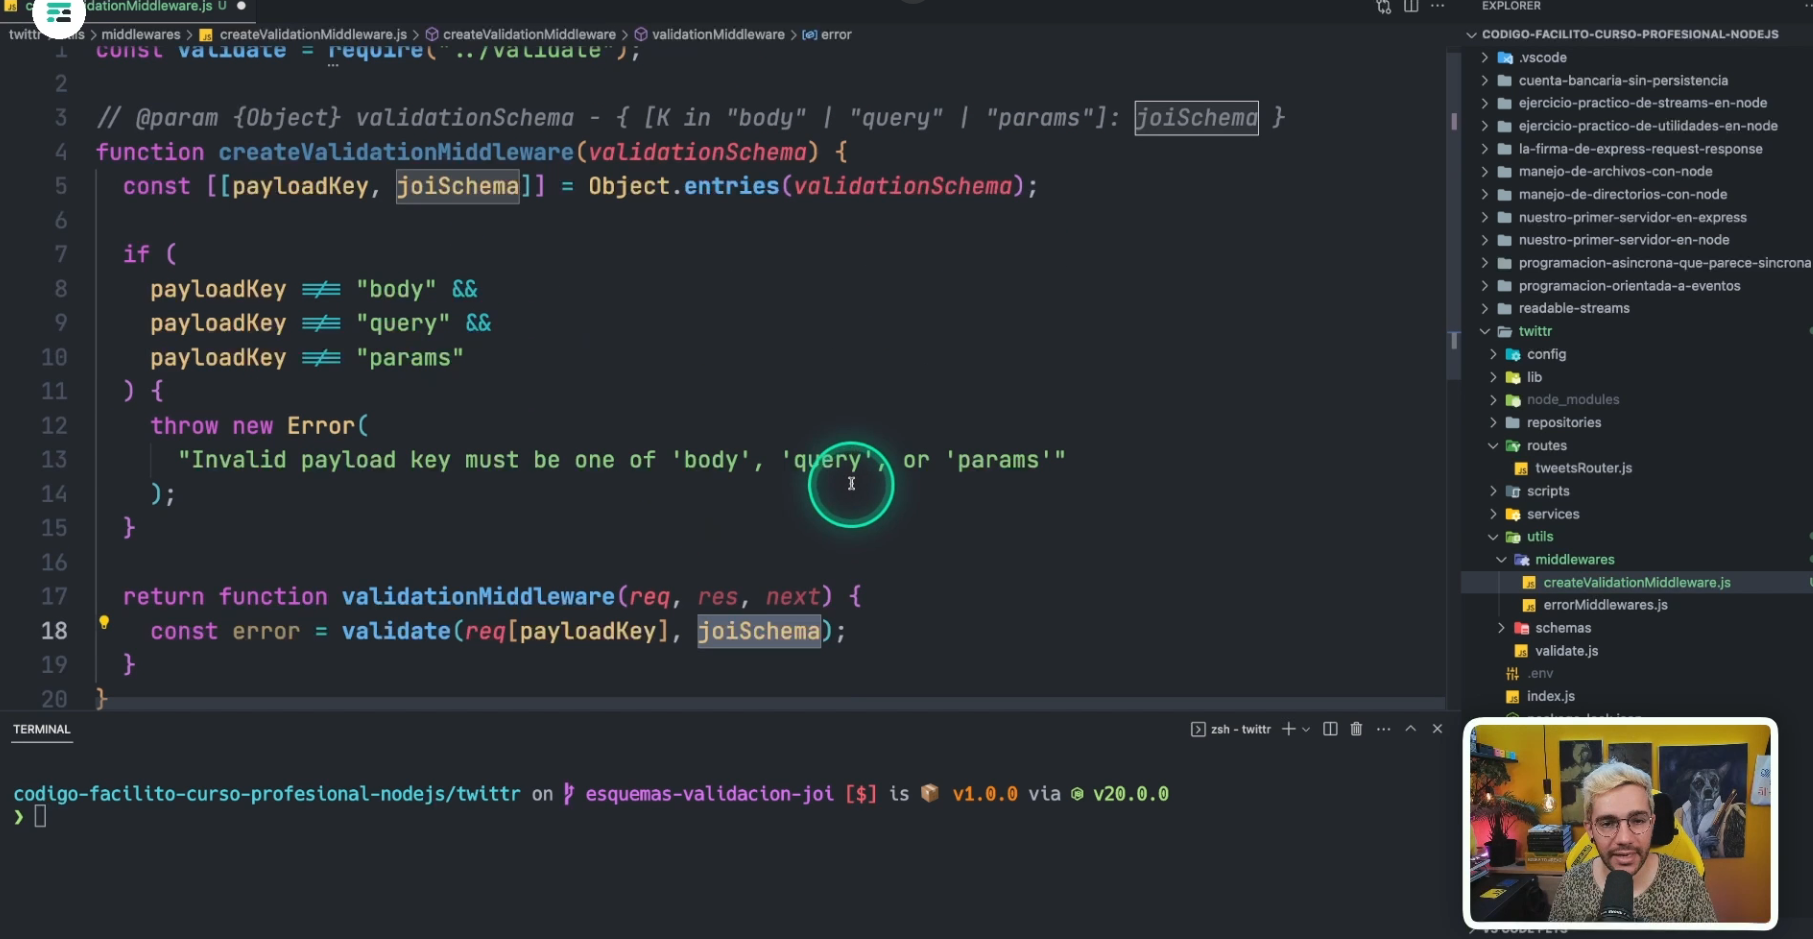 ationMiddleware.js U
twittr > utils > middlewares > createValidationMiddleware.js > createValidationMiddleware > validationMiddleware > error
1 const validate = require("../validate");
2
3 // @param {Object} validationSchema - { [K in "body" | "query" | "params"]: joiSchema }
4 function createValidationMiddleware(validationSchema) {
5 const [[payloadKey, joiSchema]] = Object.entries(validationSchema);
6
7 if (
8 payloadKey !== "body" &&
9 payloadKey !== "query" &&
10 payloadKey !== "params"
11 ) {
12 throw new Error(
13 "Invalid payload key must be one of 'body', 'query', or 'params'"
14 );
15 }
16
17 return function validationMiddleware(req, res, next) {
18 const error = validate(req[payloadKey], joiSchema);
19 }
20 }
TERMINAL
zsh - twittr
codigo-facilito-curso-profesional-nodejs/twittr on esquemas-validacion-joi [$] is v1.0.0 via v20.0.0
❯
EXPLORER
CODIGO-FACILITO-CURSO-PROFESIONAL-NODEJS
.vscode
cuenta-bancaria-sin-persistencia
ejercicio-practico-de-streams-en-node
ejercicio-practico-de-utilidades-en-node
la-firma-de-express-request-response
manejo-de-archivos-con-node
manejo-de-directorios-con-node
nuestro-primer-servidor-en-express
nuestro-primer-servidor-en-node
programacion-asincrona-que-parece-sincrona
programacion-orientada-a-eventos
readable-streams
twittr
config
lib
node_modules
repositories
routes
tweetsRouter.js
scripts
services
utils
middlewares
createValidationMiddleware.js
errorMiddlewares.js
schemas
validate.js
.env
index.js